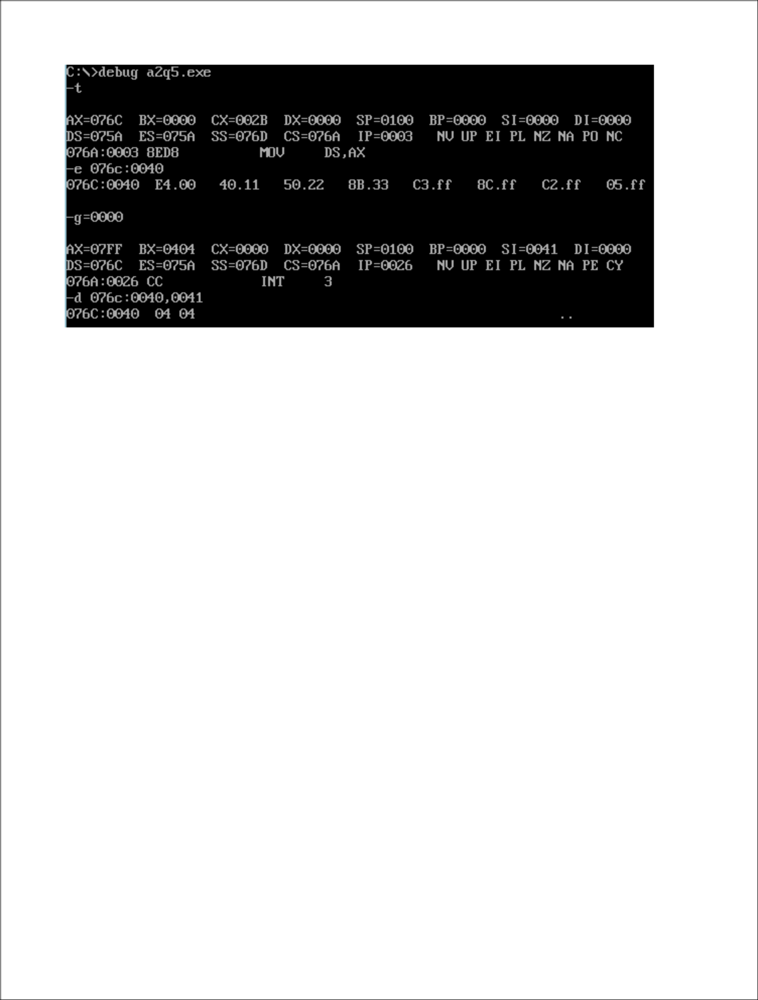 C:\>debug a2q5.exe
-t
AX=076C BX=0000 CX=002B DX=0000 SP=0100 BP=0000 SI=0000 DI=0000
DS=075A ES=075A SS=076D CS=076A IP=0003 NV UP EI PL NZ NA PO NC
076A:0003 8ED8 MOV DS,AX
-e 076c:0040
076C:0040 E4.00 40.11 50.22 8B.33 C3.ff 8C.ff C2.ff 05.ff
-g=0000
AX=07FF BX=0404 CX=0000 DX=0000 SP=0100 BP=0000 SI=0041 DI=0000
DS=076C ES=075A SS=076D CS=076A IP=0026 NV UP EI PL NZ NA PE CY
076A:0026 CC INT 3
-d 076c:0040,0041
076C:0040 04 04 ..